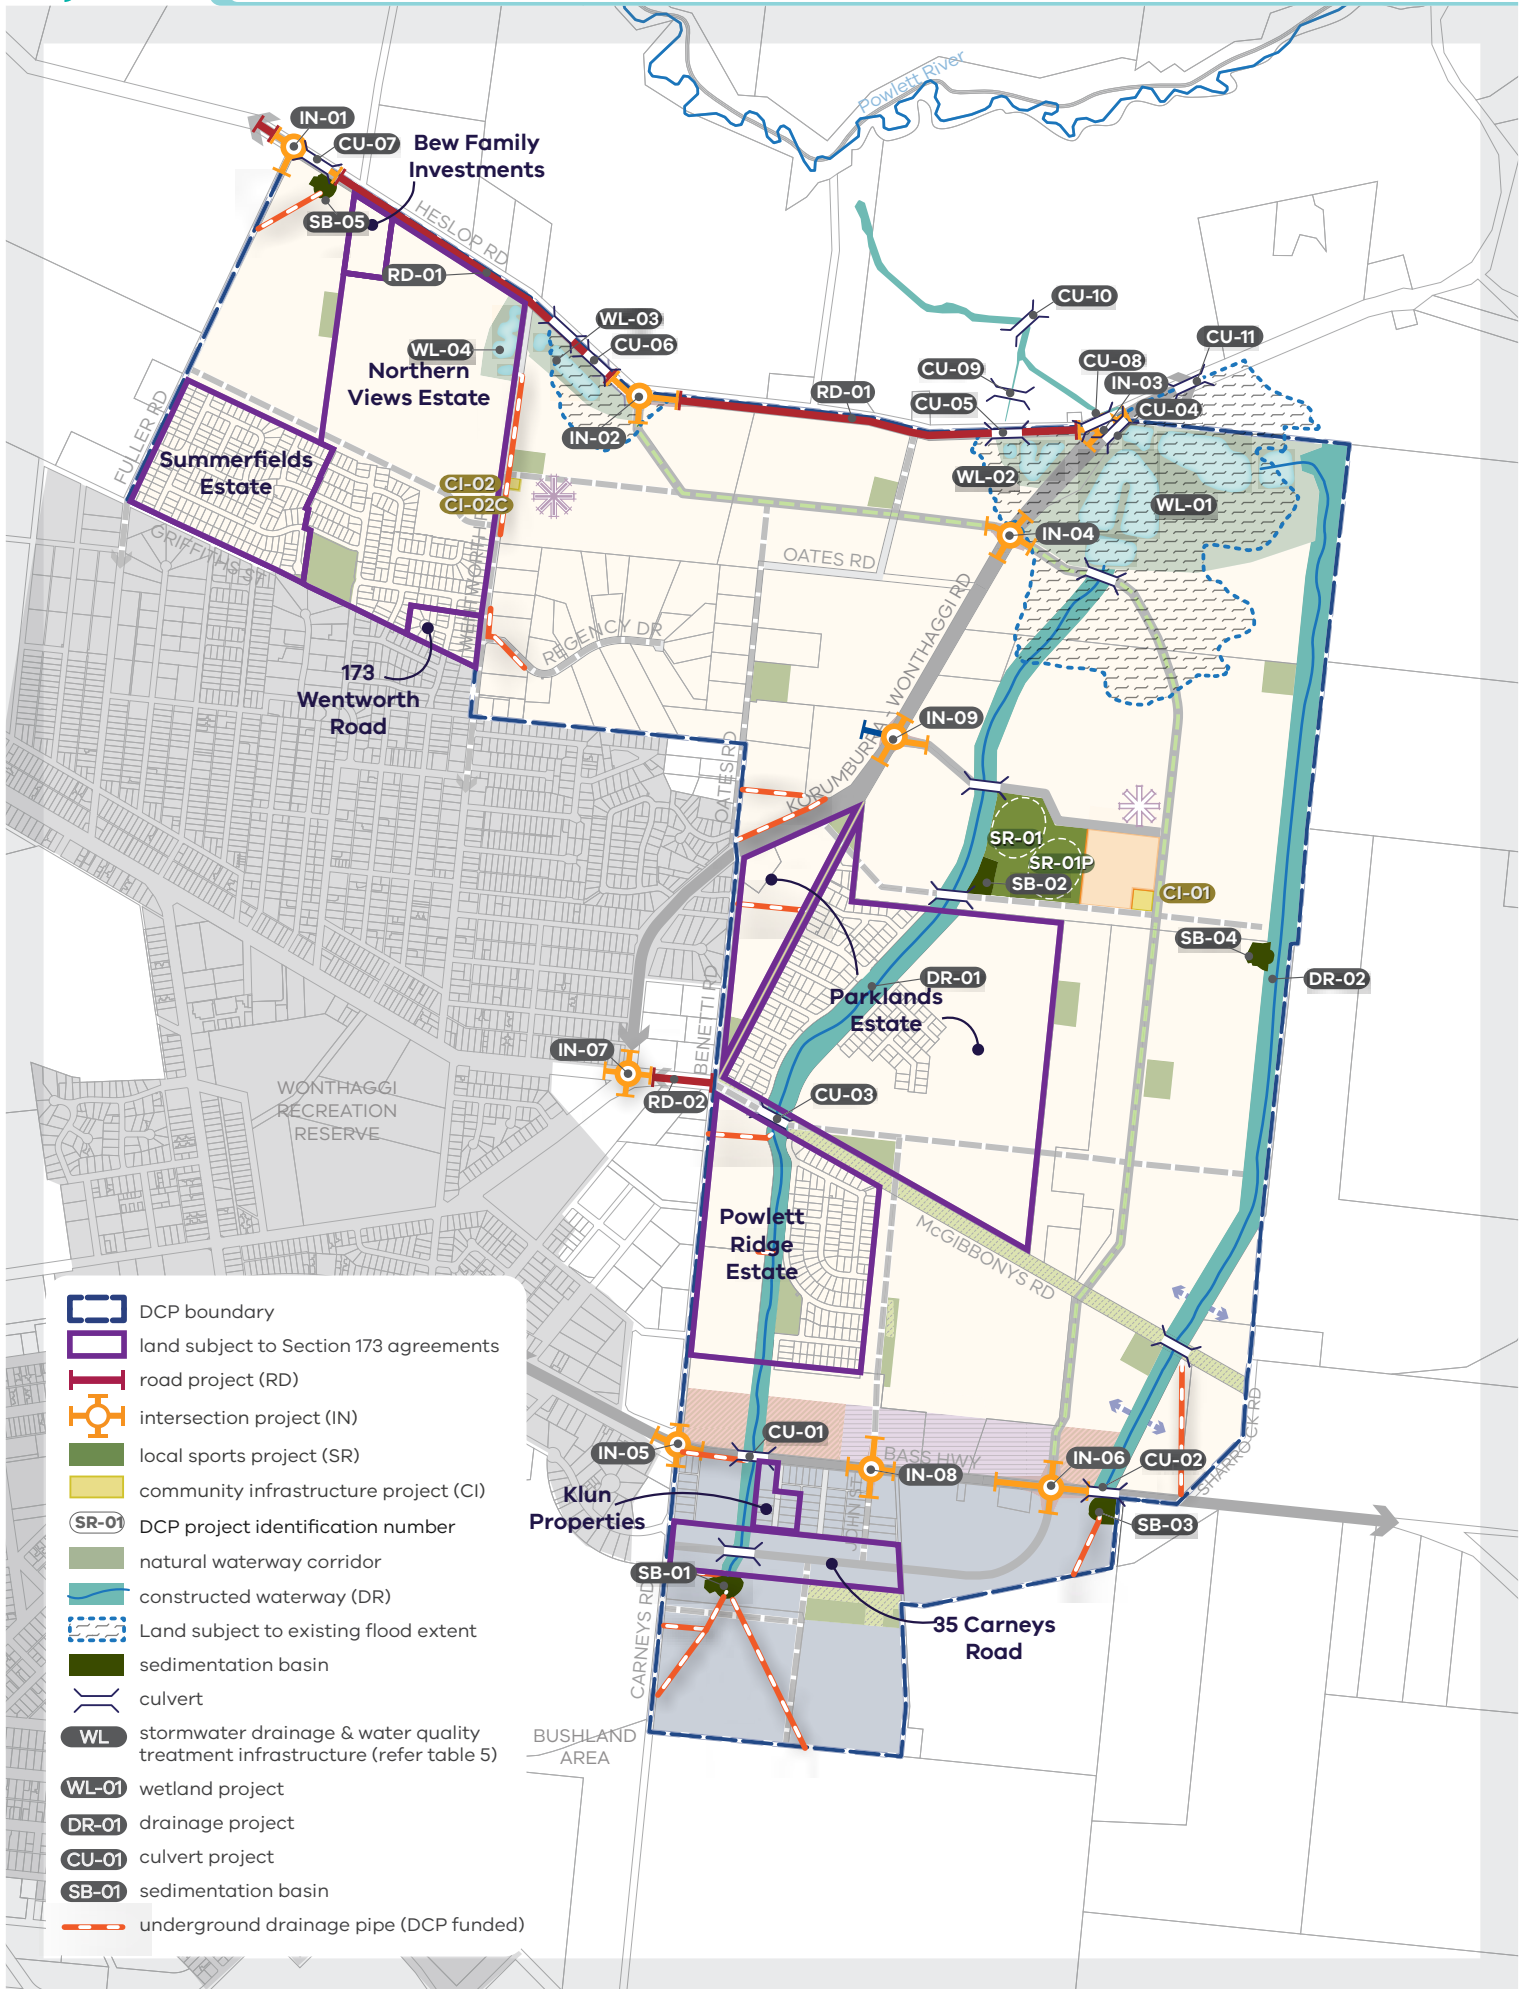 Powlett River
IN-01
CU-07
Bew Family
Investments
SB-05
HESLOP RD
RD-01
WL-03
CU-06
WL-04
Northern
Views Estate
IN-02
RD-01
CU-10
CU-11
CU-09
CU-08
IN-03
CU-05
CU-04
WL-02
WL-01
FULLER RD
Summerfields
Estate
CI-02
CI-02C
GRIFFITHS ST
WENTWORTH RD
IN-04
OATES RD
REGENCY DR
173
Wentworth
Road
KORUMBURRA - WONTHAGGI RD
IN-09
OATES RD
SR-01
SR-01P
SB-02
CI-01
SB-04
DR-01
DR-02
Parklands
Estate
BENETTI RD
IN-07
RD-02
CU-03
WONTHAGGI
RECREATION
RESERVE
Powlett
Ridge
Estate
McGIBBONYS RD
SHARROCK RD
CU-01
IN-05
BASS HWY
IN-08
IN-06
CU-02
Klun
Properties
JOHN ST
SB-03
SB-01
35 Carneys
Road
CARNEYS RD
BUSHLAND
AREA
DCP boundary
land subject to Section 173 agreements
road project (RD)
intersection project (IN)
local sports project (SR)
community infrastructure project (CI)
SR-01 DCP project identification number
natural waterway corridor
constructed waterway (DR)
Land subject to existing flood extent
sedimentation basin
culvert
WL stormwater drainage & water quality
treatment infrastructure (refer table 5)
WL-01 wetland project
DR-01 drainage project
CU-01 culvert project
SB-01 sedimentation basin
underground drainage pipe (DCP funded)